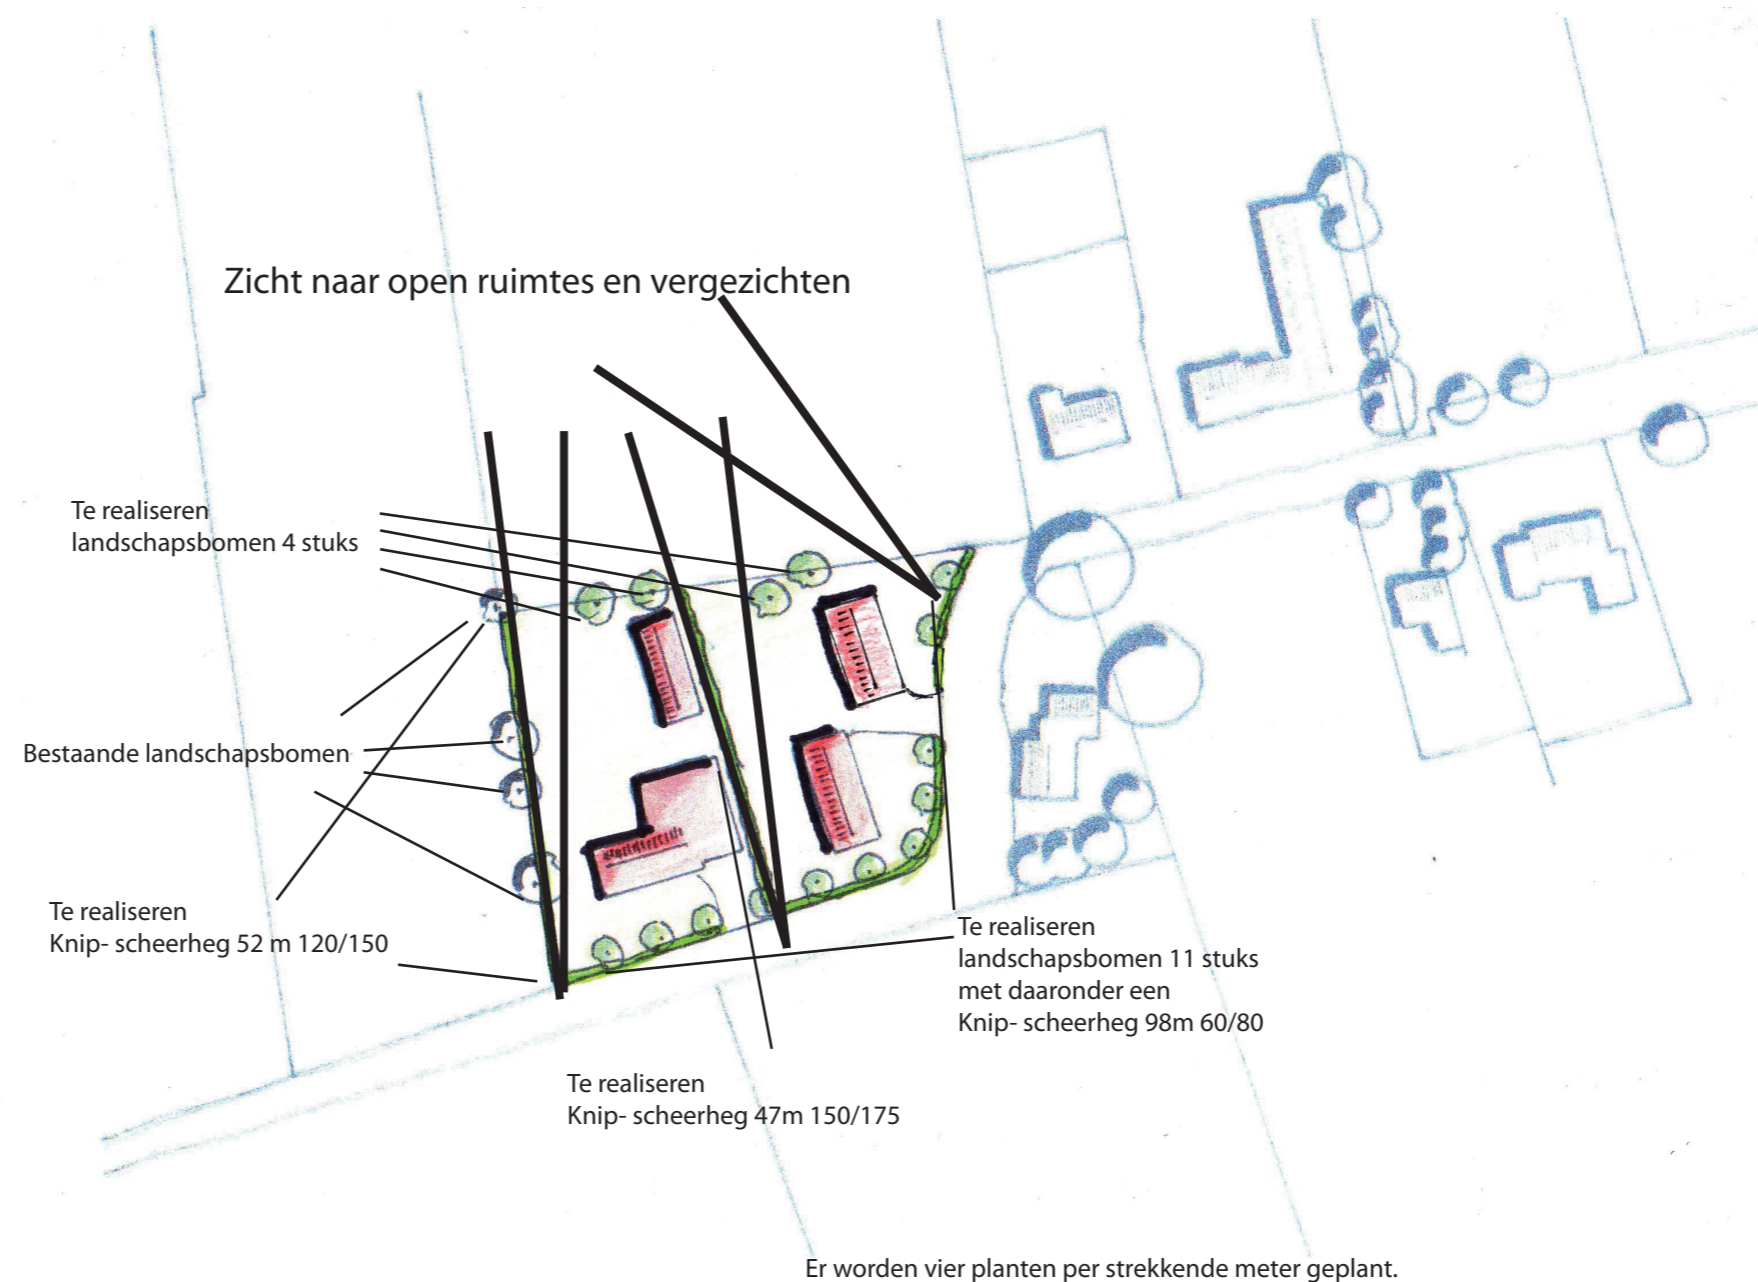 Zicht naar open ruimtes en vergezichten
Te realiseren
landschapsbomen 4 stuks
Bestaande landschapsbomen
Te realiseren
Knip- scheerheg 52 m 120/150
Te realiseren
landschapsbomen 11 stuks
met daaronder een
Knip- scheerheg 98m 60/80
Te realiseren
Knip- scheerheg 47m 150/175
Er worden vier planten per strekkende meter geplant.